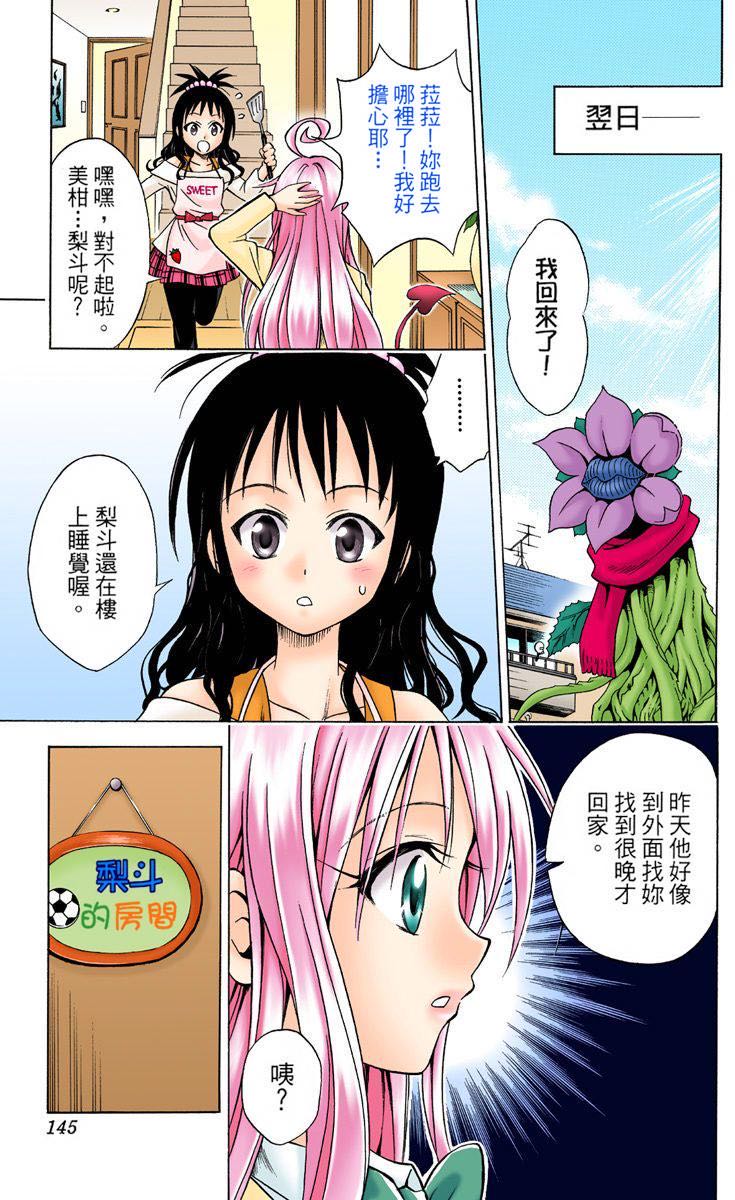 翌日——
我回來了！
菈菈！妳跑去
哪裡了！我好
擔心耶…
SWEET
嘿嘿，對不起啦。
美柑…梨斗呢？
………
梨斗還在樓
上睡覺喔。
昨天他好像
到外面找妳
找到很晚才
回家。
咦？
梨斗
的房間
145